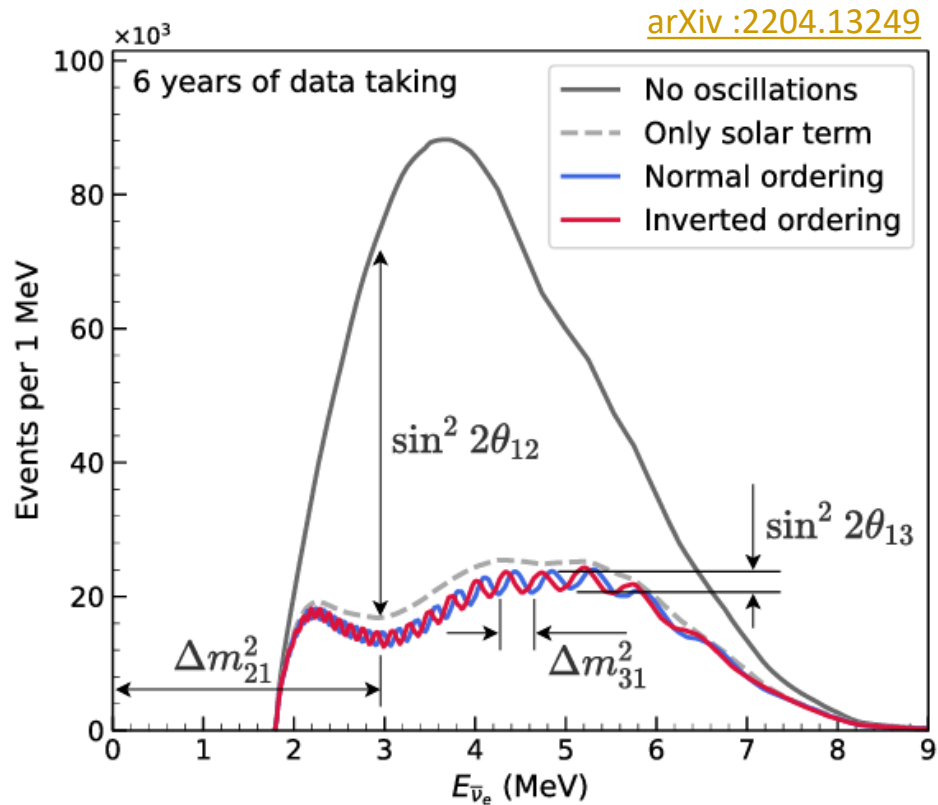 arXiv :2204.13249
×10³
6 years of data taking
No oscillations
Only solar term
Normal ordering
Inverted ordering
Events per 1 MeV
100
80
60
40
20
0
sin² 2θ₁₂
sin² 2θ₁₃
Δm²₂₁
Δm²₃₁
0 1 2 3 4 5 6 7 8 9
E_ν̅ₑ (MeV)